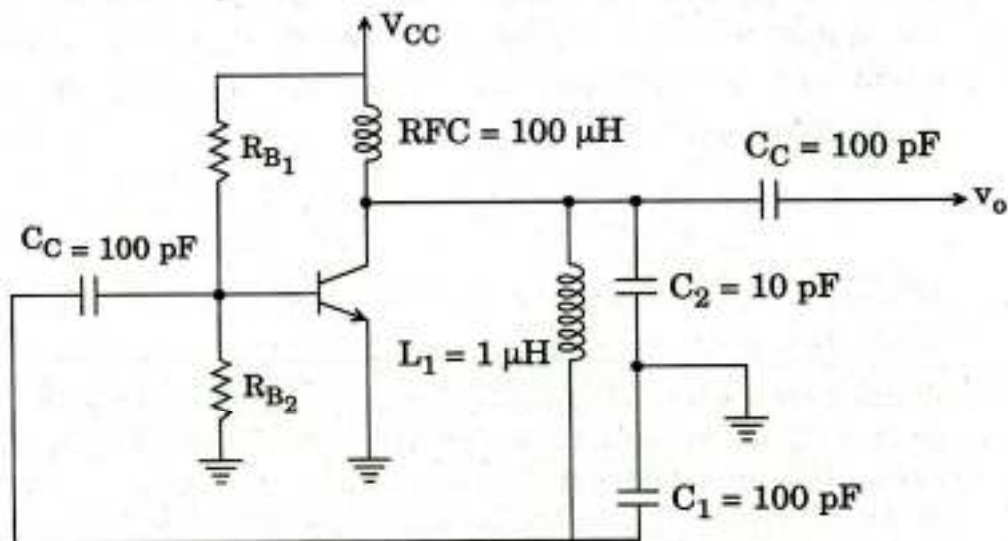 V_CC
RFC = 100 μH
R_B1
C_C = 100 pF
v_o
C_C = 100 pF
C_2 = 10 pF
L_1 = 1 μH
R_B2
C_1 = 100 pF